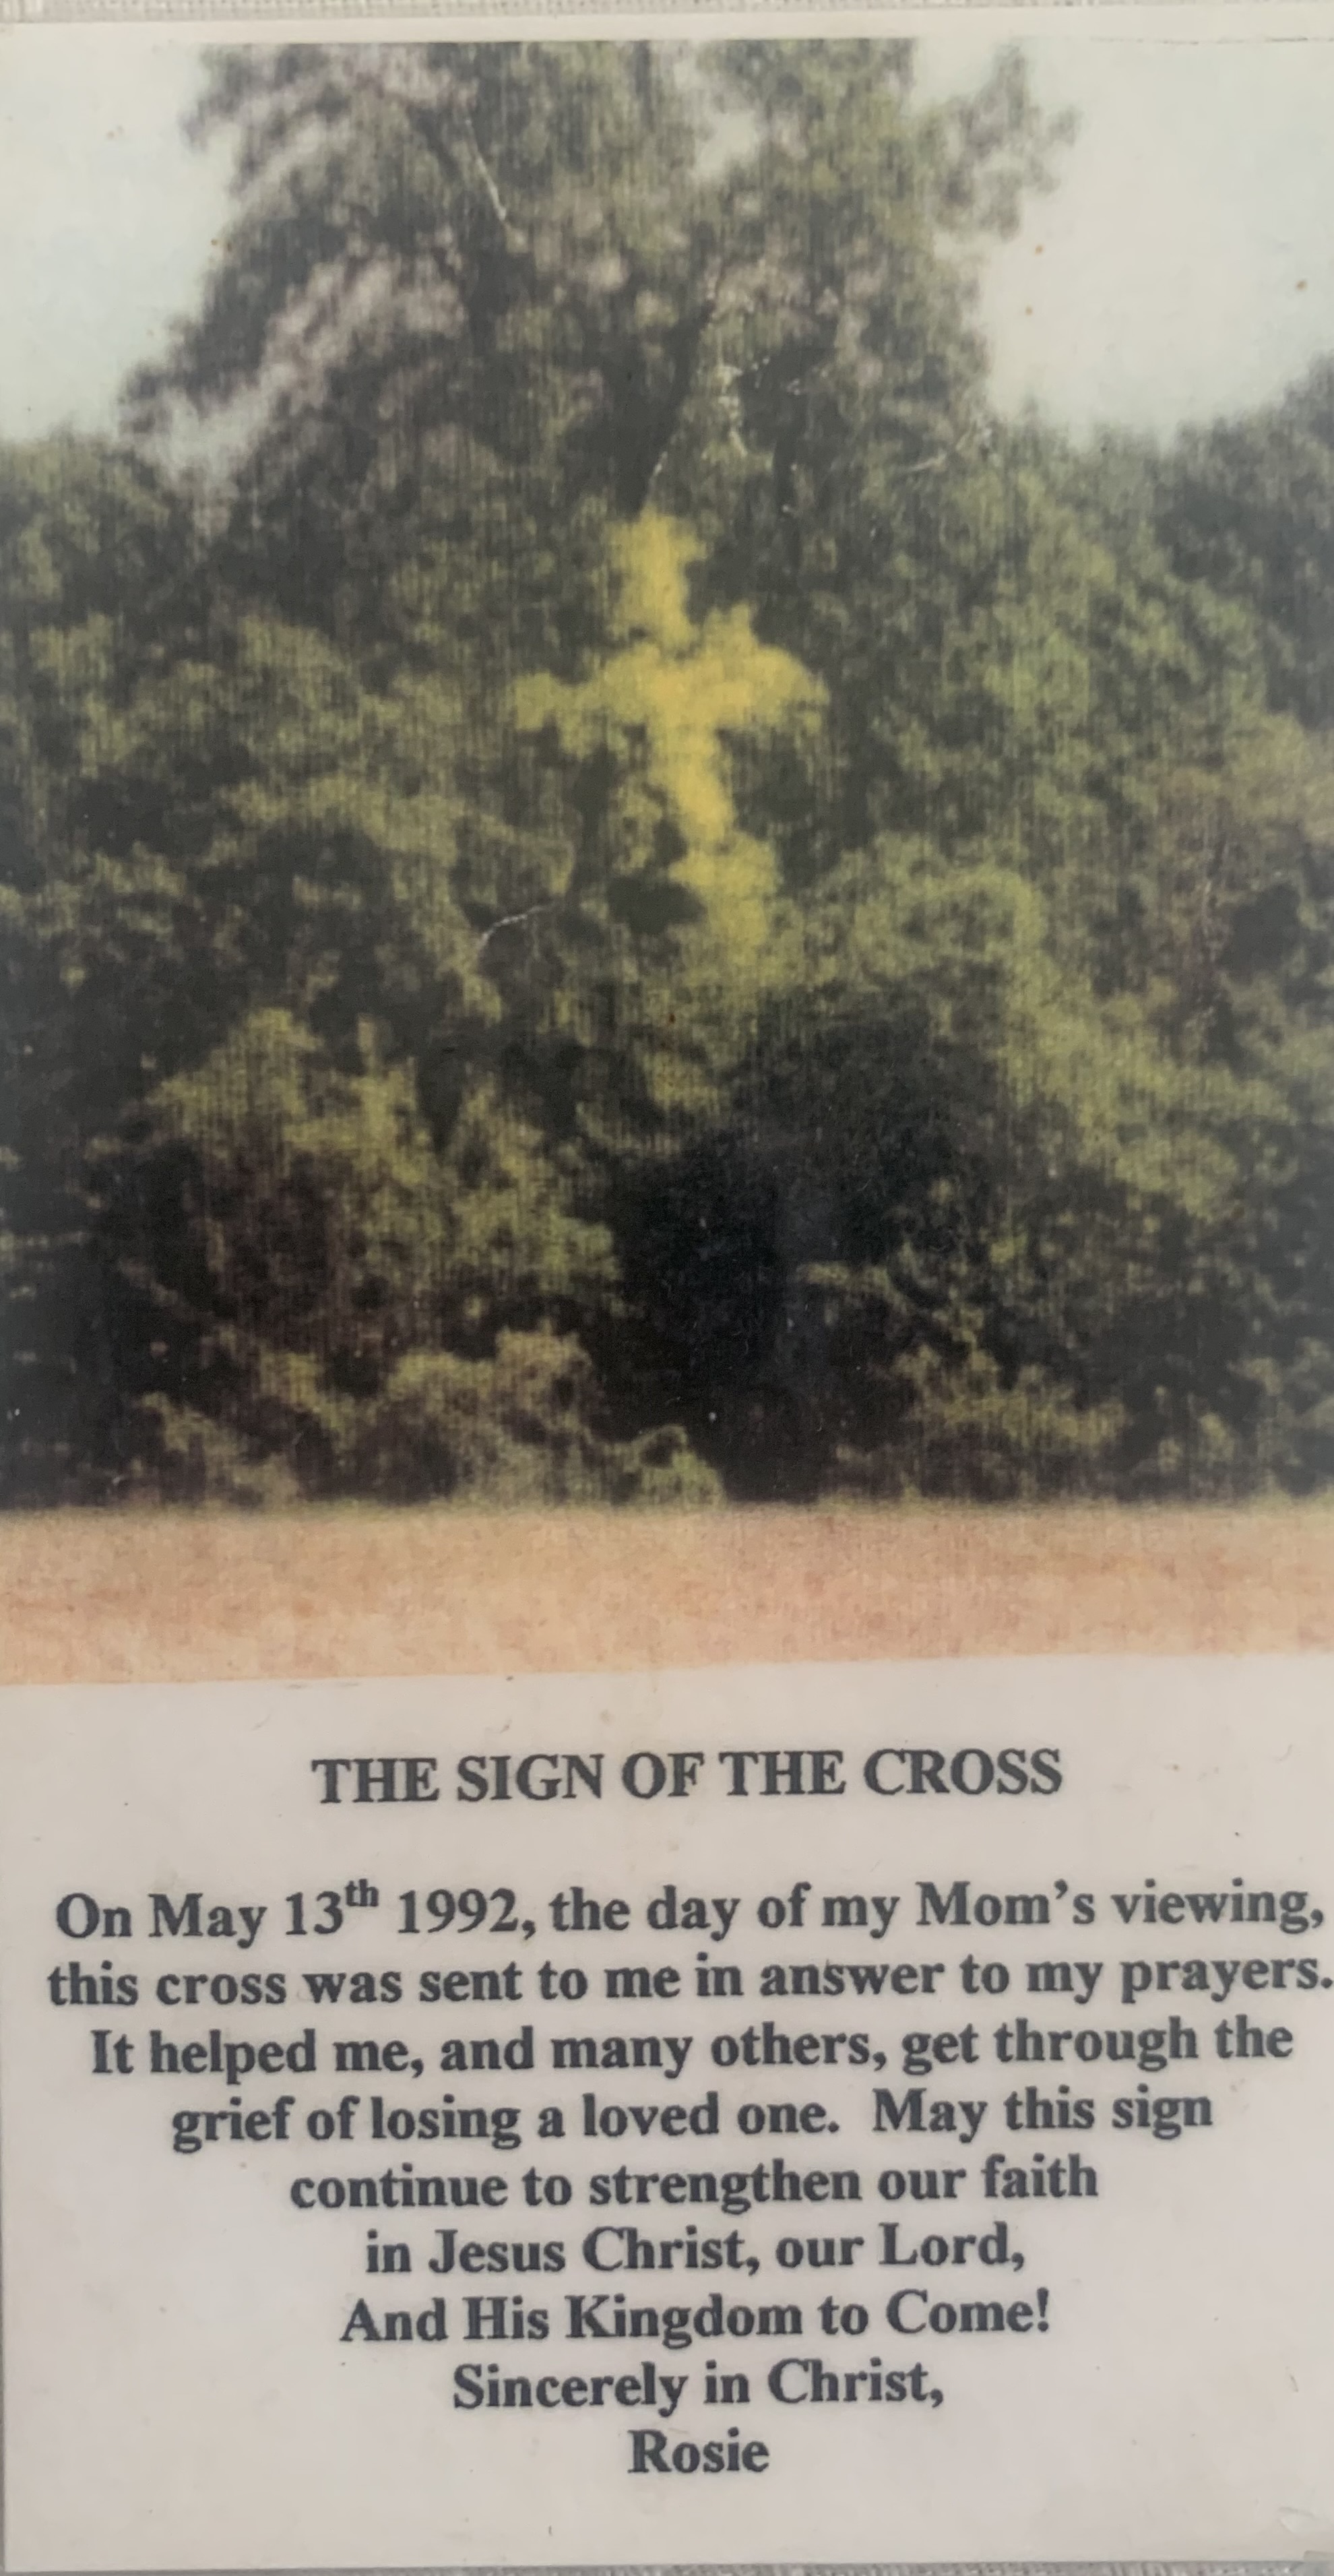 THE SIGN OF THE CROSS
On May 13th 1992, the day of my Mom’s viewing,
this cross was sent to me in answer to my prayers.
It helped me, and many others, get through the
grief of losing a loved one.  May this sign
continue to strengthen our faith
in Jesus Christ, our Lord,
And His Kingdom to Come!
Sincerely in Christ,
Rosie